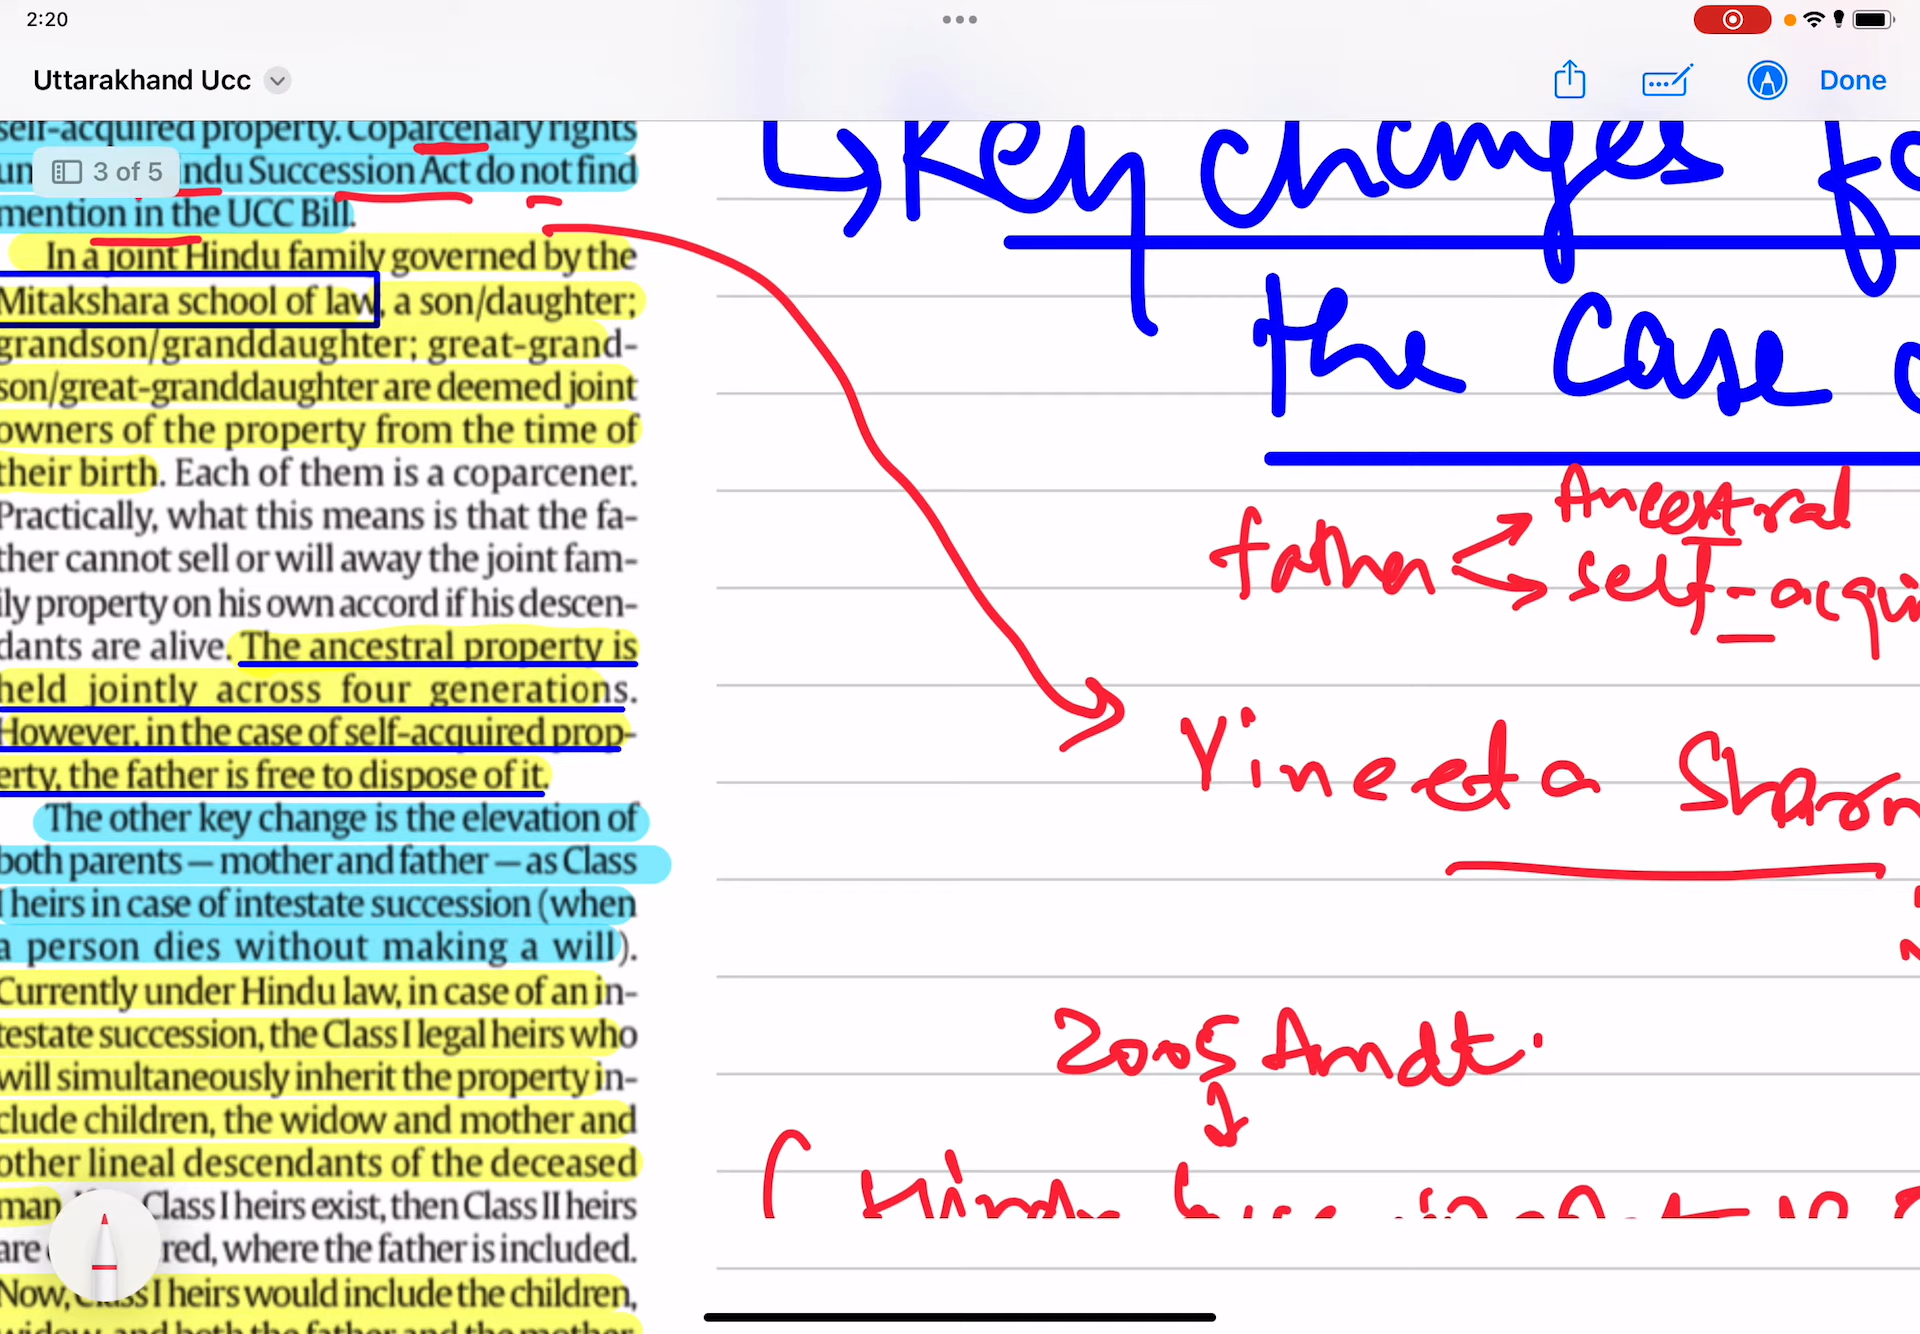 2:20
Uttarakhand Ucc
Done
self-acquired property. Coparcenary rights
un ndu Succession Act do not find
3 of 5
mention in the UCC Bill.
In a joint Hindu family governed by the
Mitakshara school of law, a son/daughter;
grandson/granddaughter; great-grand-
son/great-granddaughter are deemed joint
owners of the property from the time of
their birth. Each of them is a coparcener.
Practically, what this means is that the fa-
ther cannot sell or will away the joint fam-
ily property on his own accord if his descen-
dants are alive. The ancestral property is
held jointly across four generations.
However, in the case of self-acquired prop-
erty, the father is free to dispose of it.
The other key change is the elevation of
both parents — mother and father — as Class
I heirs in case of intestate succession (when
a person dies without making a will).
Currently under Hindu law, in case of an in-
testate succession, the Class I legal heirs who
will simultaneously inherit the property in-
clude children, the widow and mother and
other lineal descendants of the deceased
man. Class I heirs exist, then Class II heirs
are red, where the father is included.
Now, Class I heirs would include the children,
widow, and both the father and the mother
Key changes fo
the case
father
Ancestral
self-acqui
Vineeta Sharm
2005 Amdt.